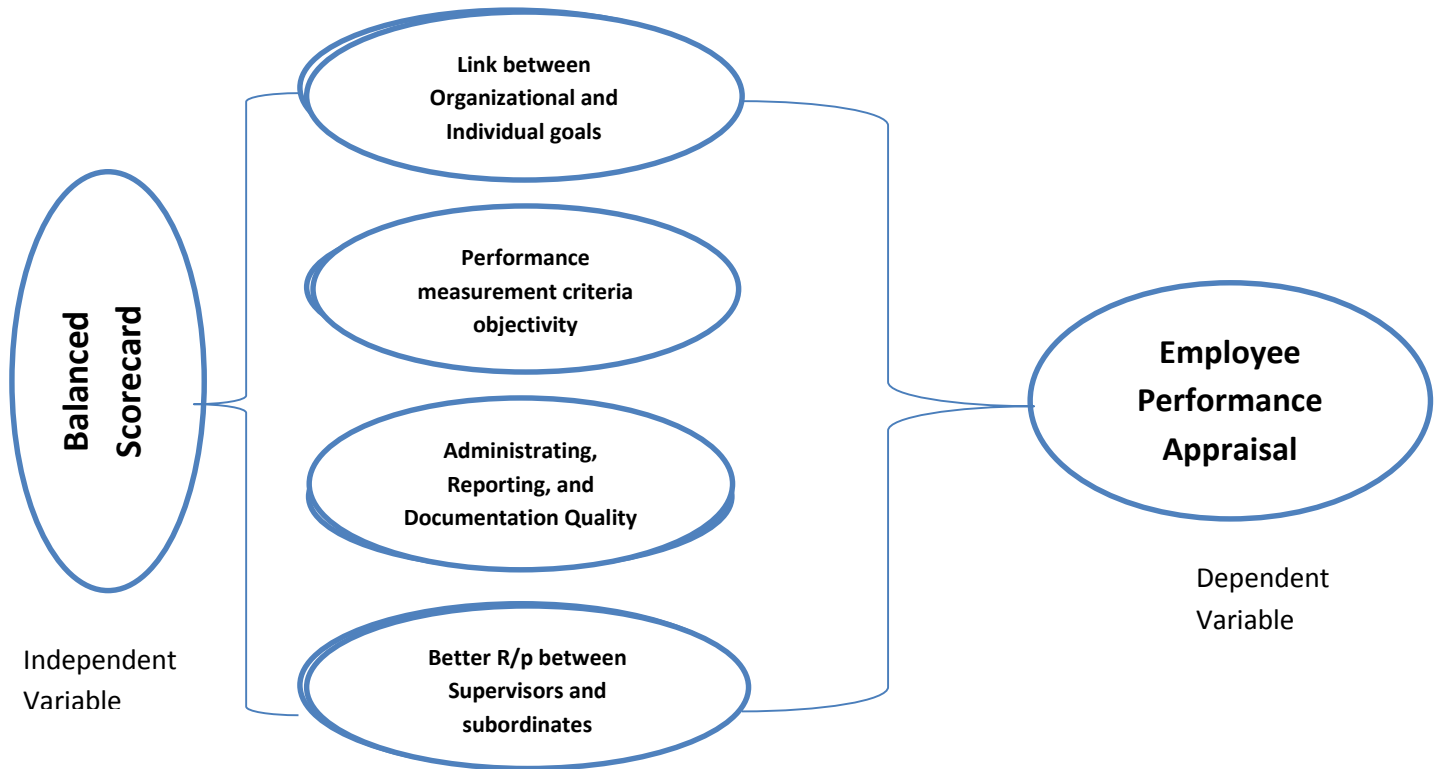 Link between
Organizational and
Individual goals
Performance
measurement criteria
objectivity
Balanced
Scorecard
Employee
Performance
Appraisal
Administrating,
Reporting, and
Documentation Quality
Better R/p between
Supervisors and
subordinates
Independent
Variable
Dependent
Variable